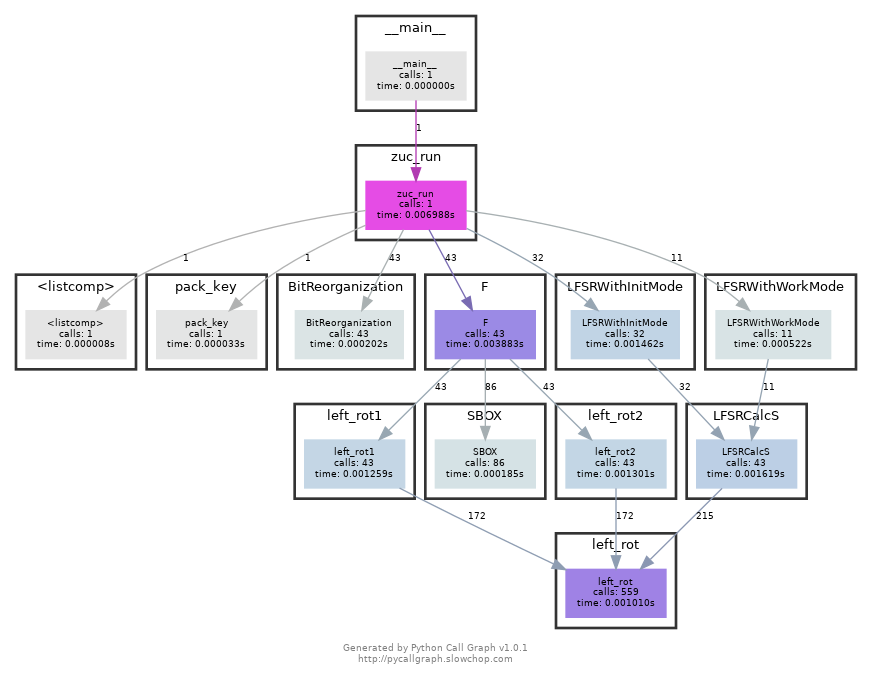 __main__
__main__
calls: 1
time: 0.000000s
1
zuc_run
zuc_run
calls: 1
time: 0.006988s
1
1
43
43
32
11
<listcomp>
<listcomp>
calls: 1
time: 0.000008s
pack_key
pack_key
calls: 1
time: 0.000033s
BitReorganization
BitReorganization
calls: 43
time: 0.000202s
F
F
calls: 43
time: 0.003883s
LFSRWithInitMode
LFSRWithInitMode
calls: 32
time: 0.001462s
LFSRWithWorkMode
LFSRWithWorkMode
calls: 11
time: 0.000522s
43
86
43
32
11
left_rot1
left_rot1
calls: 43
time: 0.001259s
SBOX
SBOX
calls: 86
time: 0.000185s
left_rot2
left_rot2
calls: 43
time: 0.001301s
LFSRCalcS
LFSRCalcS
calls: 43
time: 0.001619s
172
172
215
left_rot
left_rot
calls: 559
time: 0.001010s
Generated by Python Call Graph v1.0.1
http://pycallgraph.slowchop.com